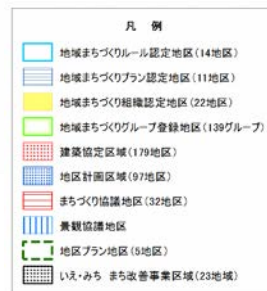 凡　例
地域まちづくりルール認定地区(14地区)
地域まちづくりプラン認定地区(11地区)
地域まちづくり組織認定地区(22地区)
地域まちづくりグループ登録地区(139グループ)
建築協定区域(179地区)
地区計画区域(97地区)
まちづくり協議地区(32地区)
景観協議地区
地区プラン地区(5地区)
いえ・みち まち改善事業区域(23地域)